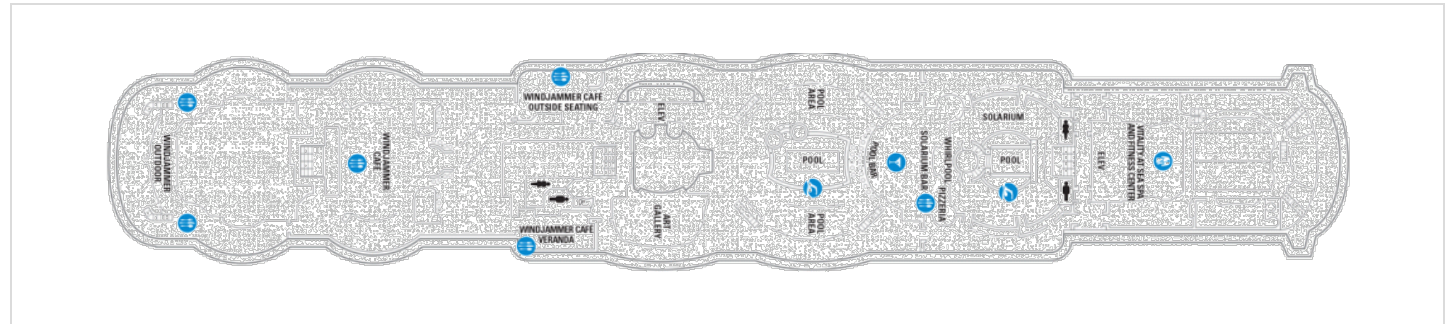 WINDJAMMER
OUTDOOR
WINDJAMMER
CAFE
WINDJAMMER CAFE
OUTSIDE SEATING
WINDJAMMER CAFE
VERANDA
ELEV
ART
GALLERY
POOL
AREA
POOL
POOL
AREA
POOL BAR
SOLARIUM BAR
WHIRLPOOL
PIZZERIA
SOLARIUM
POOL
ELEV
VITALITY AT SEA SPA
AND FITNESS CENTER